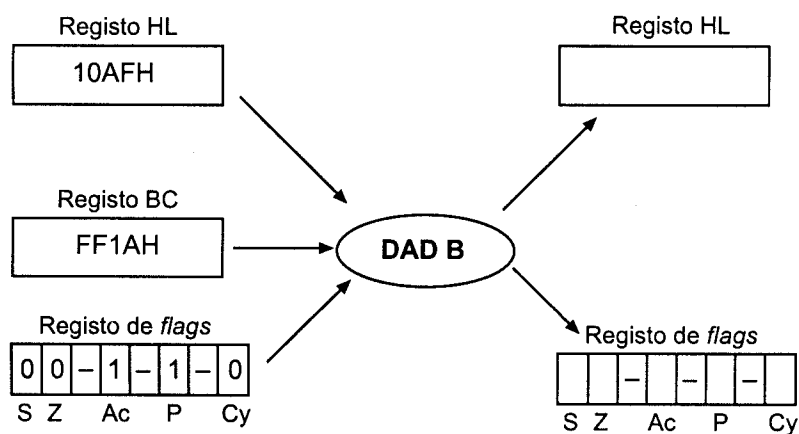 Registo HL
10AFH
Registo HL
Registo BC
FF1AH
DAD B
Registo de flags
0 0 – 1 – 1 – 0
S Z Ac P Cy
Registo de flags
– – –
S Z Ac P Cy